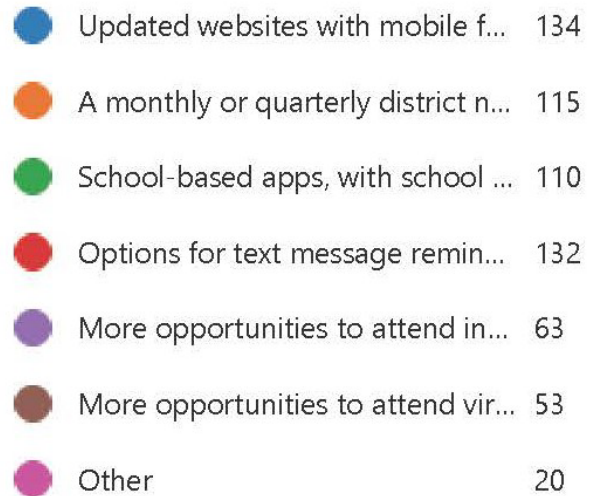 Updated websites with mobile f... 134
A monthly or quarterly district n... 115
School-based apps, with school ... 110
Options for text message remin... 132
More opportunities to attend in... 63
More opportunities to attend vir... 53
Other 20